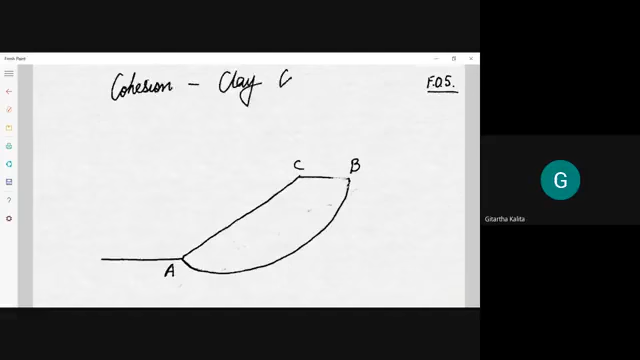 Fresh Paint
Cohesion - Clay C
F.O.S.
C
B
A
G
Gitartha Kalita